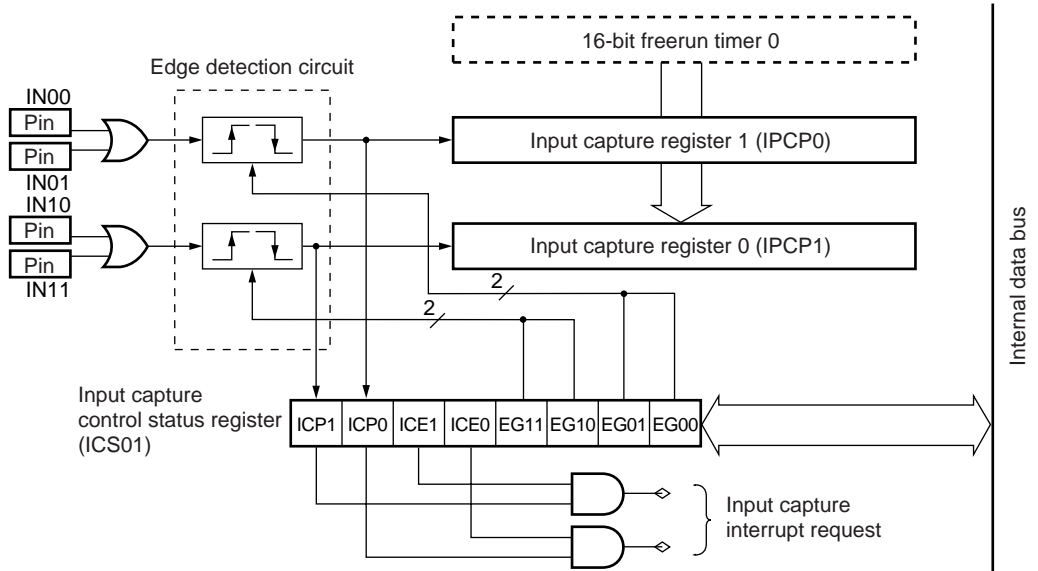 16-bit freerun timer 0
Edge detection circuit
IN00
Pin
Pin
IN01
Input capture register 1 (IPCP0)
IN10
Pin
Pin
IN11
Input capture register 0 (IPCP1)
2
2
Internal data bus
Input capture
control status register
(ICS01)
ICP1 ICP0 ICE1 ICE0 EG11 EG10 EG01 EG00
Input capture
interrupt request